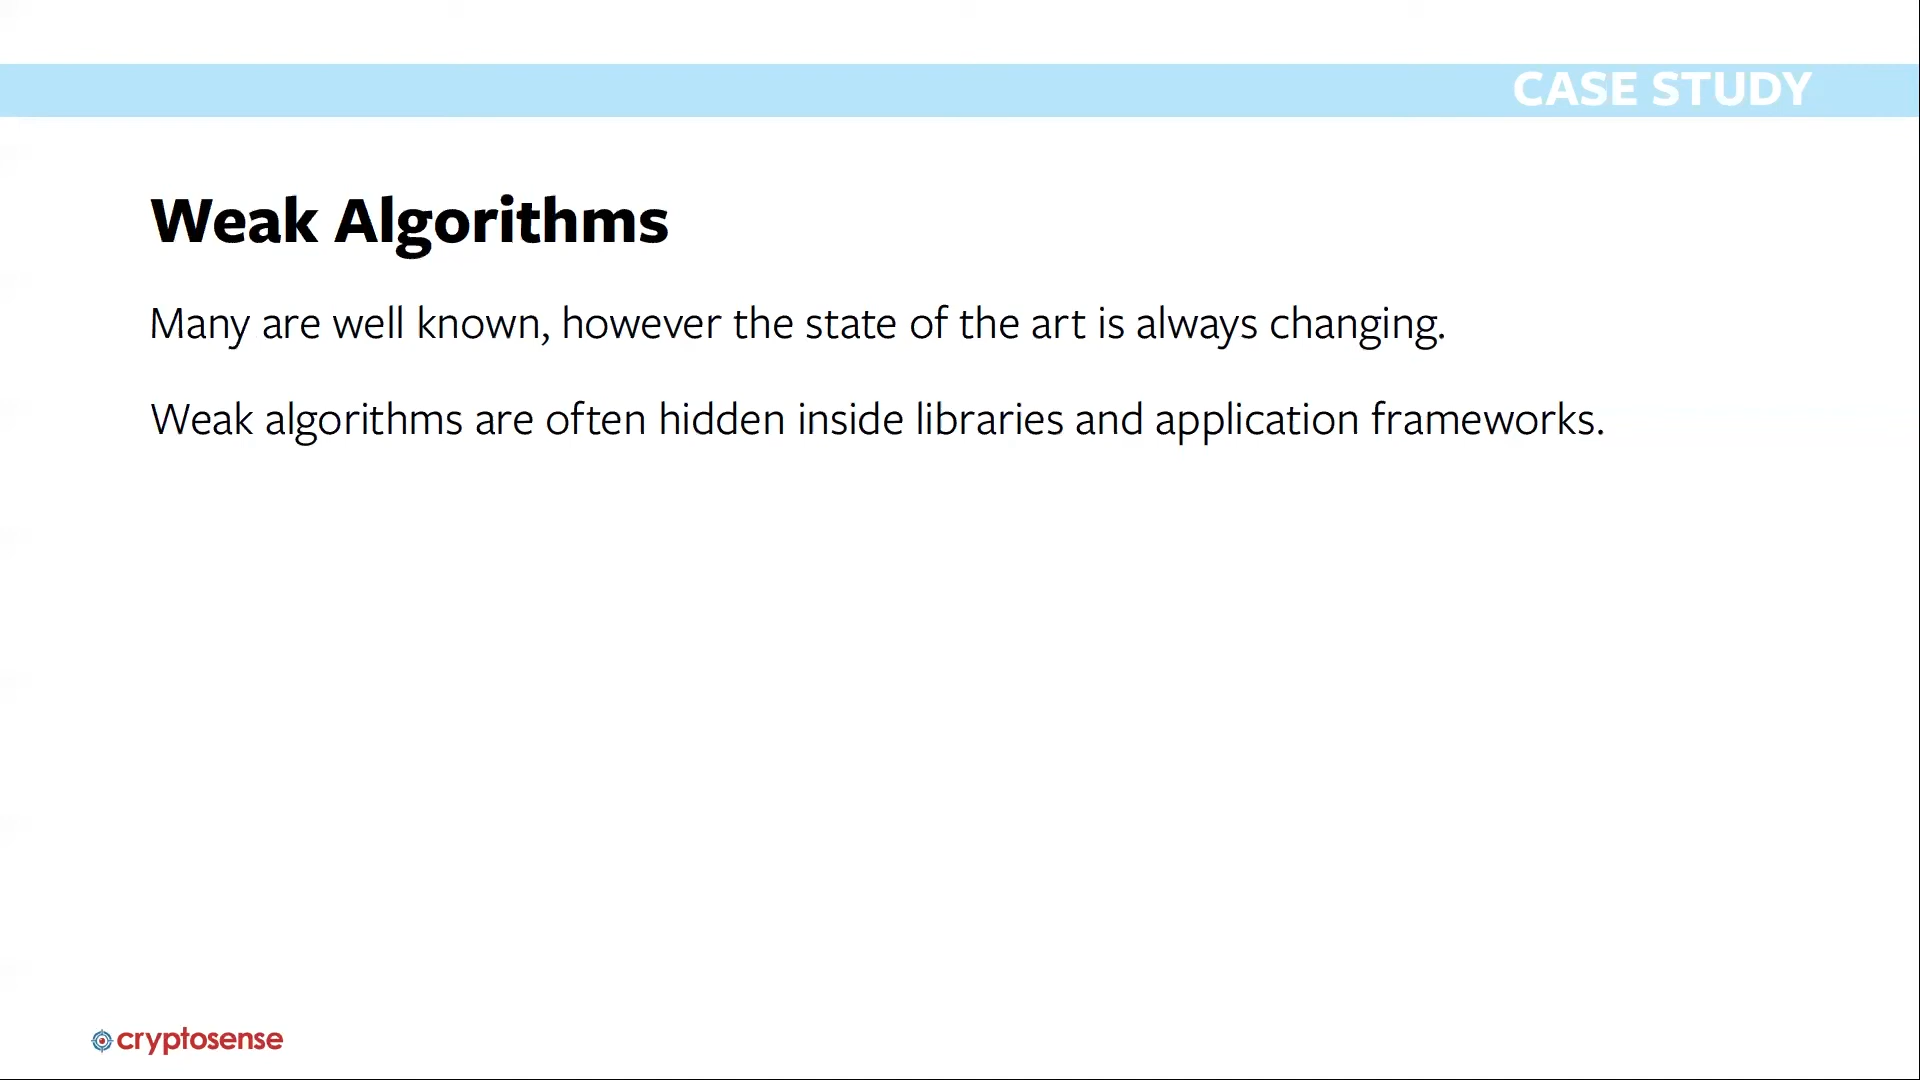 CASE STUDY
Weak Algorithms
Many are well known, however the state of the art is always changing.
Weak algorithms are often hidden inside libraries and application frameworks.
cryptosense